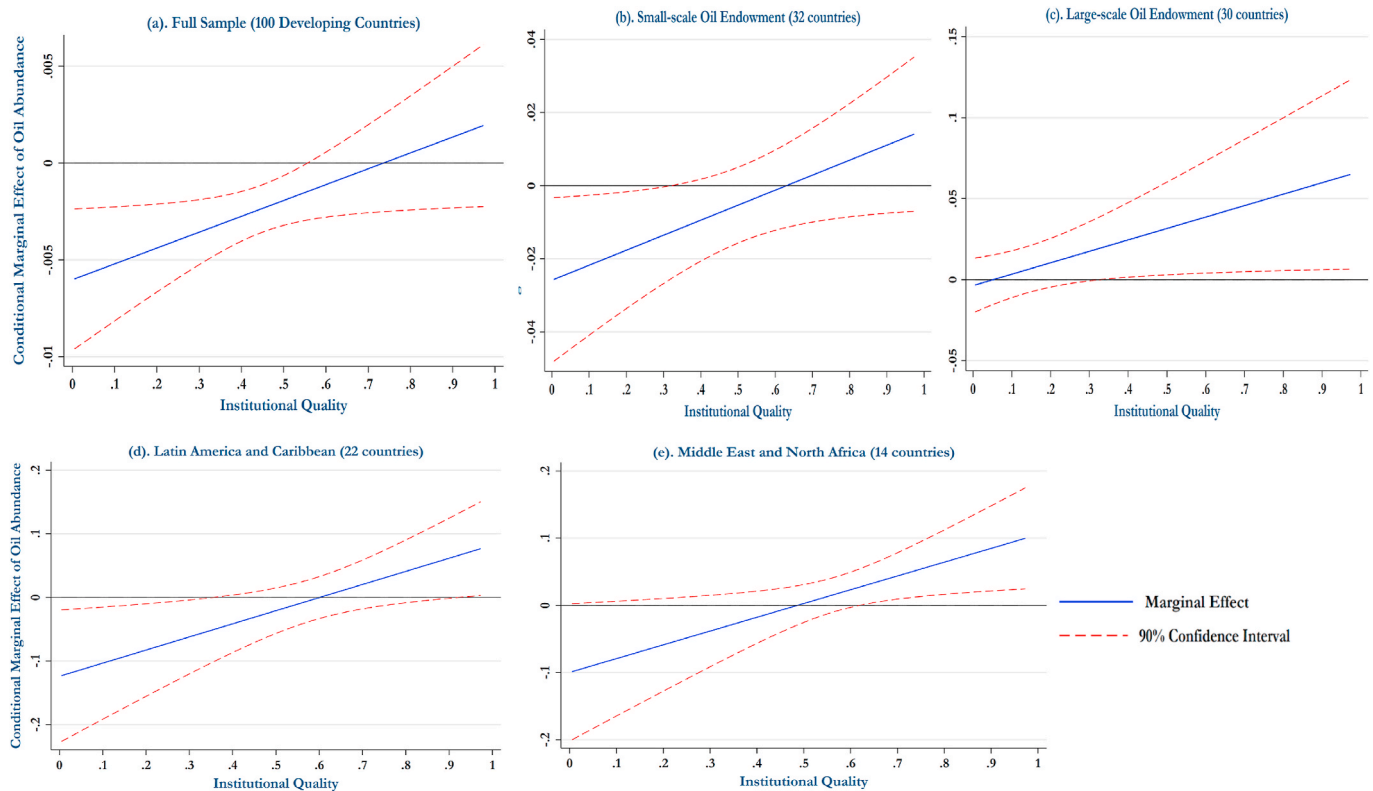 (a). Full Sample (100 Developing Countries)
(b). Small-scale Oil Endowment (32 countries)
(c). Large-scale Oil Endowment (30 countries)
Conditional Marginal Effect of Oil Abundance
.005
0
-.005
-.01
0 .1 .2 .3 .4 .5 .6 .7 .8 .9 1
Institutional Quality
.04
.02
0
-.02
-.04
0 .1 .2 .3 .4 .5 .6 .7 .8 .9 1
Institutional Quality
.15
.1
.05
0
-.05
0 .1 .2 .3 .4 .5 .6 .7 .8 .9 1
Institutional Quality
(d). Latin America and Caribbean (22 countries)
(e). Middle East and North Africa (14 countries)
Conditional Marginal Effect of Oil Abundance
.2
.1
0
-.1
-.2
0 .1 .2 .3 .4 .5 .6 .7 .8 .9 1
Institutional Quality
.2
.1
0
-.1
-.2
0 .1 .2 .3 .4 .5 .6 .7 .8 .9 1
Institutional Quality
Marginal Effect
90% Confidence Interval